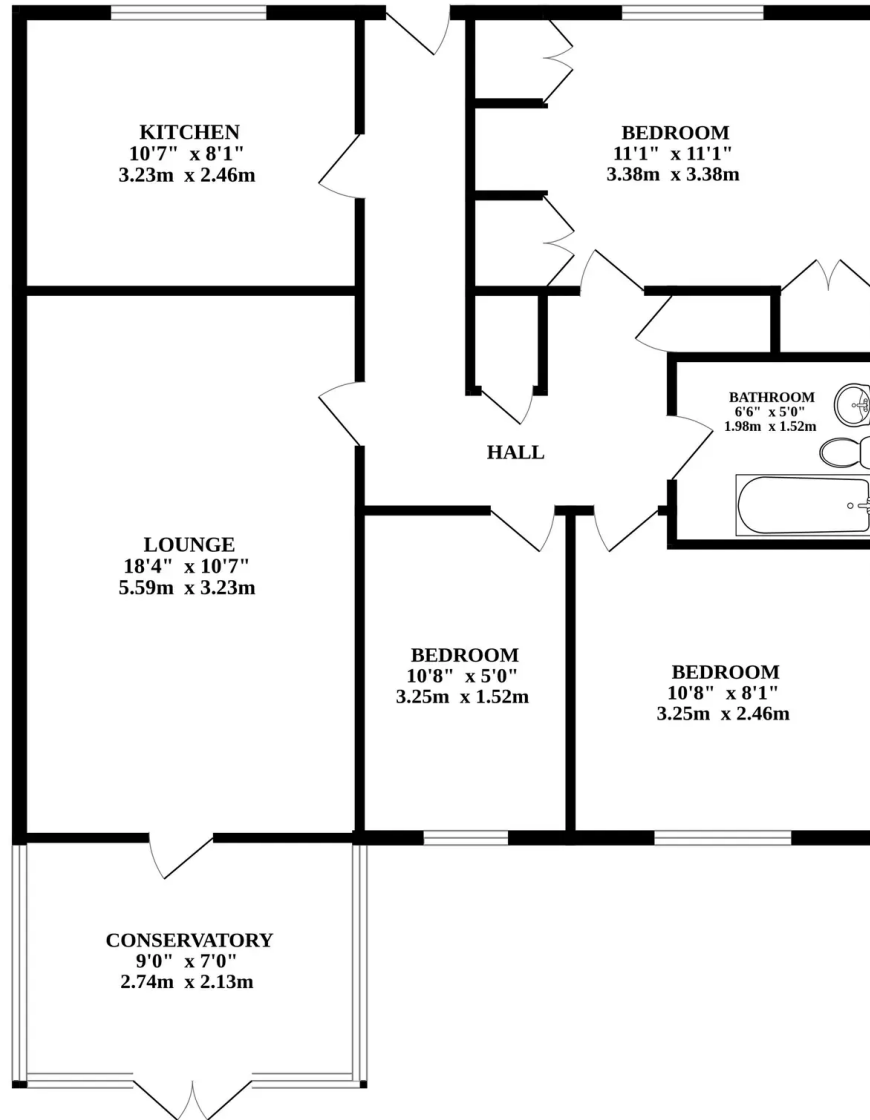 KITCHEN
10'7" x 8'1"
3.23m x 2.46m
BEDROOM
11'1" x 11'1"
3.38m x 3.38m
BATHROOM
6'6" x 5'0"
1.98m x 1.52m
HALL
LOUNGE
18'4" x 10'7"
5.59m x 3.23m
BEDROOM
10'8" x 5'0"
3.25m x 1.52m
BEDROOM
10'8" x 8'1"
3.25m x 2.46m
CONSERVATORY
9'0" x 7'0"
2.74m x 2.13m